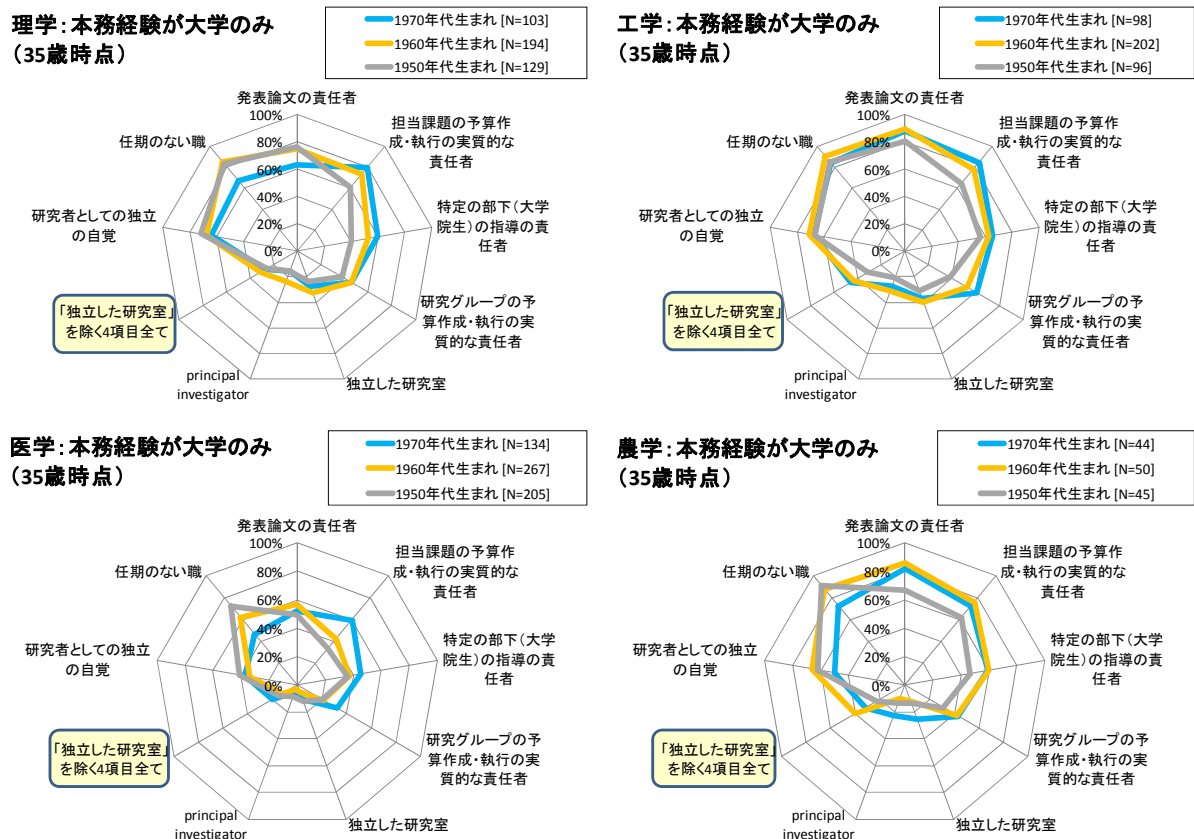 理学：本務経験が大学のみ
（35歳時点）
1970年代生まれ [N=103]
1960年代生まれ [N=194]
1950年代生まれ [N=129]
発表論文の責任者
担当課題の予算作
成・執行の実質的な
責任者
特定の部下（大学
院生）の指導の責
任者
研究グループの予
算作成・執行の実
質的な責任者
独立した研究室
principal
investigator
「独立した研究室」
を除く4項目全て
研究者としての独立
の自覚
任期のない職
100%
80%
60%
40%
20%
0%
工学：本務経験が大学のみ
（35歳時点）
1970年代生まれ [N=98]
1960年代生まれ [N=202]
1950年代生まれ [N=96]
発表論文の責任者
担当課題の予算作
成・執行の実質的な
責任者
特定の部下（大学
院生）の指導の責
任者
研究グループの予
算作成・執行の実
質的な責任者
独立した研究室
principal
investigator
「独立した研究室」
を除く4項目全て
研究者としての独立
の自覚
任期のない職
100%
80%
60%
40%
20%
0%
医学：本務経験が大学のみ
（35歳時点）
1970年代生まれ [N=134]
1960年代生まれ [N=267]
1950年代生まれ [N=205]
発表論文の責任者
担当課題の予算作
成・執行の実質的な
責任者
特定の部下（大学
院生）の指導の責
任者
研究グループの予
算作成・執行の実
質的な責任者
独立した研究室
principal
investigator
「独立した研究室」
を除く4項目全て
研究者としての独立
の自覚
任期のない職
100%
80%
60%
40%
20%
0%
農学：本務経験が大学のみ
（35歳時点）
1970年代生まれ [N=44]
1960年代生まれ [N=50]
1950年代生まれ [N=45]
発表論文の責任者
担当課題の予算作
成・執行の実質的な
責任者
特定の部下（大学
院生）の指導の責
任者
研究グループの予
算作成・執行の実
質的な責任者
独立した研究室
principal
investigator
「独立した研究室」
を除く4項目全て
研究者としての独立
の自覚
任期のない職
100%
80%
60%
40%
20%
0%